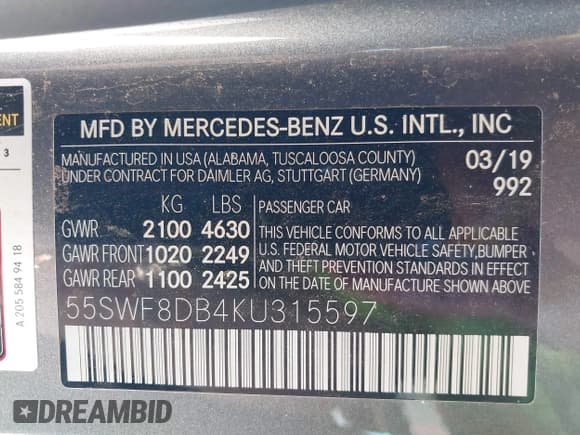 MFD BY MERCEDES-BENZ U.S. INTL., INC
MANUFACTURED IN USA (ALABAMA, TUSCALOOSA COUNTY)
UNDER CONTRACT FOR DAIMLER AG, STUTTGART (GERMANY)
03/19
992
KG LBS
GVWR 2100 4630
GAWR FRONT 1020 2249
GAWR REAR 1100 2425
PASSENGER CAR
THIS VEHICLE CONFORMS TO ALL APPLICABLE
U.S. FEDERAL MOTOR VEHICLE SAFETY,BUMPER
AND THEFT PREVENTION STANDARDS IN EFFECT
ON THE DATE OF MANUFACTURE SHOWN ABOVE
55SWF8DB4KU315597
A 205 584 94 18
3
DREAMBID